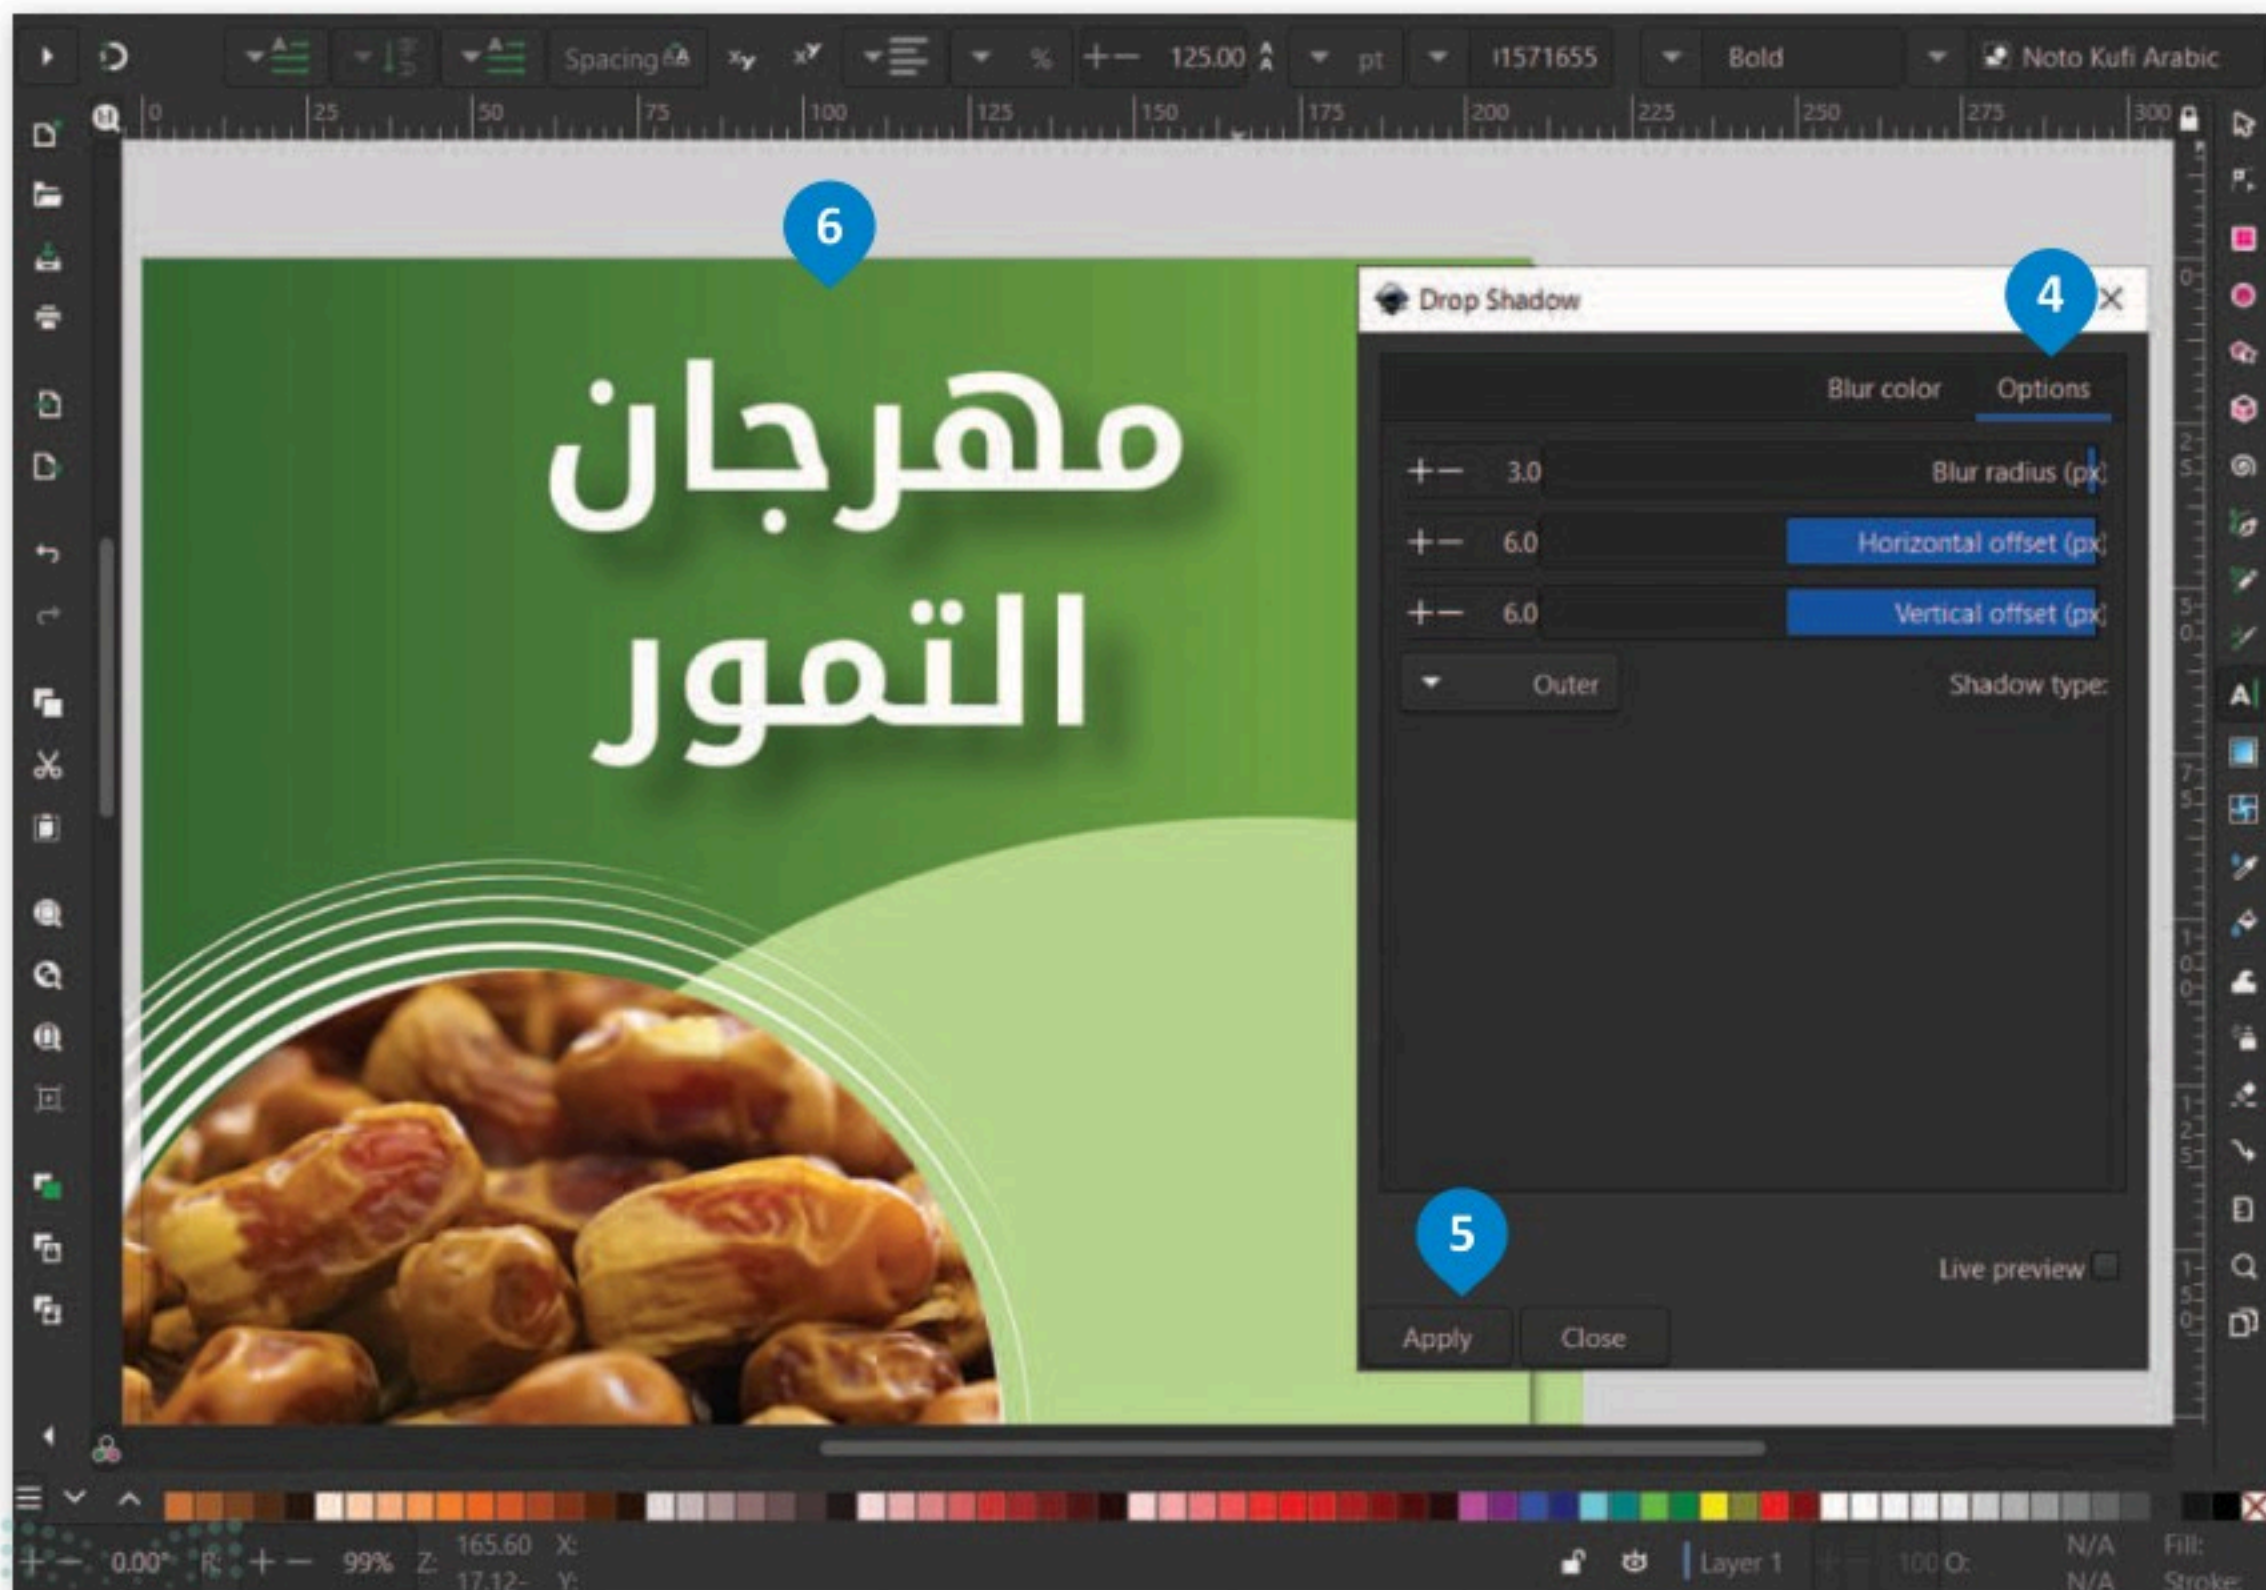 Spacing
%
125.00
pt
Bold
Noto Kufi Arabic
0 25 50 75 100 125 150 175 200 225 250 275 300
6
مهرجان
التمور
Drop Shadow
4
Options
Blur color
Blur radius (px)
3.0
Horizontal offset (px)
6.0
Vertical offset (px)
6.0
Shadow type:
Outer
5
Live preview
Apply
Close
0.00°
R:
99%
Z:
165.60 X:
17.12- Y:
Layer 1
100 O:
N/A Fill:
N/A Stroke: